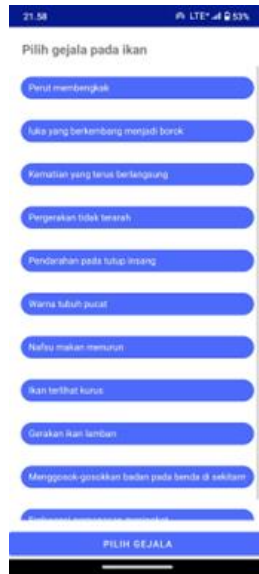 21.58 LTE+ 53%
Pilih gejala pada ikan
Perut membengkak
luka yang berkembang menjadi borok
Kematian yang terus berlangsung
Pergerakan tidak terarah
Pendarahan pada tutup insang
Warna tubuh pucat
Nafsu makan menurun
Ikan terlihat kurus
Gerakan ikan lamban
Menggosok-gosokkan badan pada benda di sekitarn
PILIH GEJALA